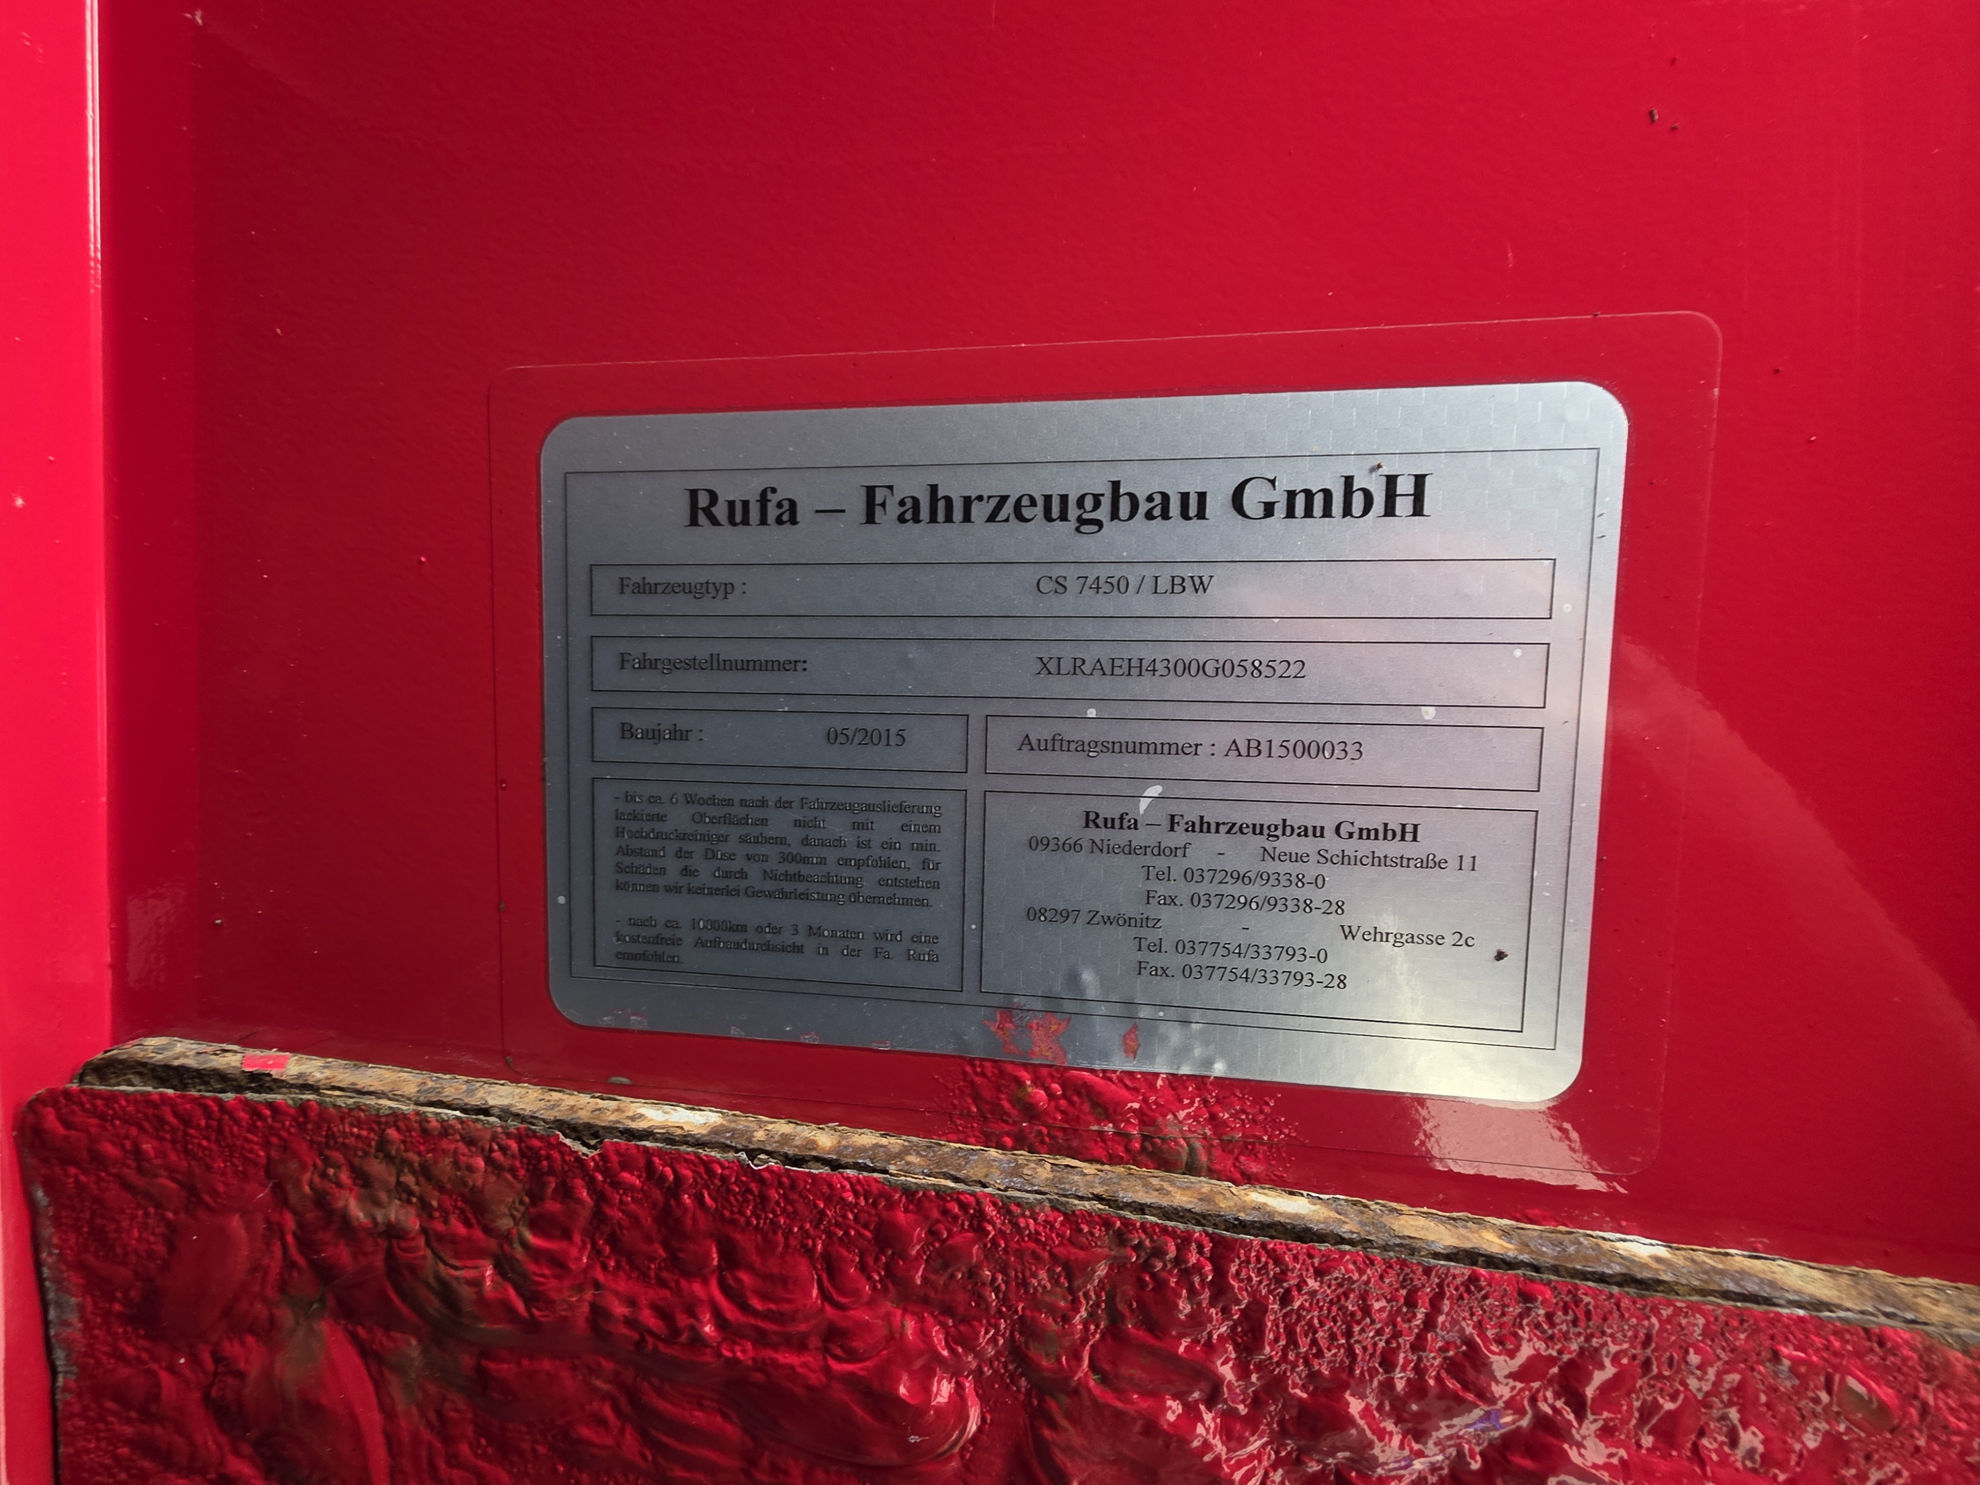 Rufa – Fahrzeugbau GmbH
Fahrzeugtyp : CS 7450 / LBW
Fahrgestellnummer: XLRAEH4300G058522
Baujahr : 05/2015
Auftragsnummer : AB1500033
- bis ca. 6 Wochen nach der Fahrzeugauslieferung
lackierte Oberflächen nicht mit einem
Hochdruckreiniger säubern, danach ist ein min.
Abstand der Düse von 300mm empfohlen, für
Schäden die durch Nichtbeachtung entstehen
können wir keinerlei Gewährleistung übernehmen.
- nach ca. 10000km oder 3 Monaten wird eine
kostenfreie Aufbaudurchsicht in der Fa. Rufa
empfohlen.
Rufa – Fahrzeugbau GmbH
09366 Niederdorf - Neue Schichtstraße 11
Tel. 037296/9338-0
Fax. 037296/9338-28
08297 Zwönitz - Wehrgasse 2c
Tel. 037754/33793-0
Fax. 037754/33793-28